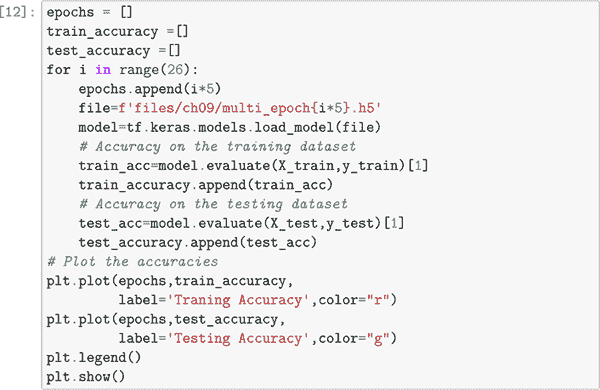 [12]: epochs = []
train_accuracy =[]
test_accuracy =[]
for i in range(26):
    epochs.append(i*5)
    file=f'files/ch09/multi_epoch{i*5}.h5'
    model=tf.keras.models.load_model(file)
    # Accuracy on the training dataset
    train_acc=model.evaluate(X_train,y_train)[1]
    train_accuracy.append(train_acc)
    # Accuracy on the testing dataset
    test_acc=model.evaluate(X_test,y_test)[1]
    test_accuracy.append(test_acc)
# Plot the accuracies
plt.plot(epochs,train_accuracy,
         label='Traning Accuracy',color="r")
plt.plot(epochs,test_accuracy,
         label='Testing Accuracy',color="g")
plt.legend()
plt.show()